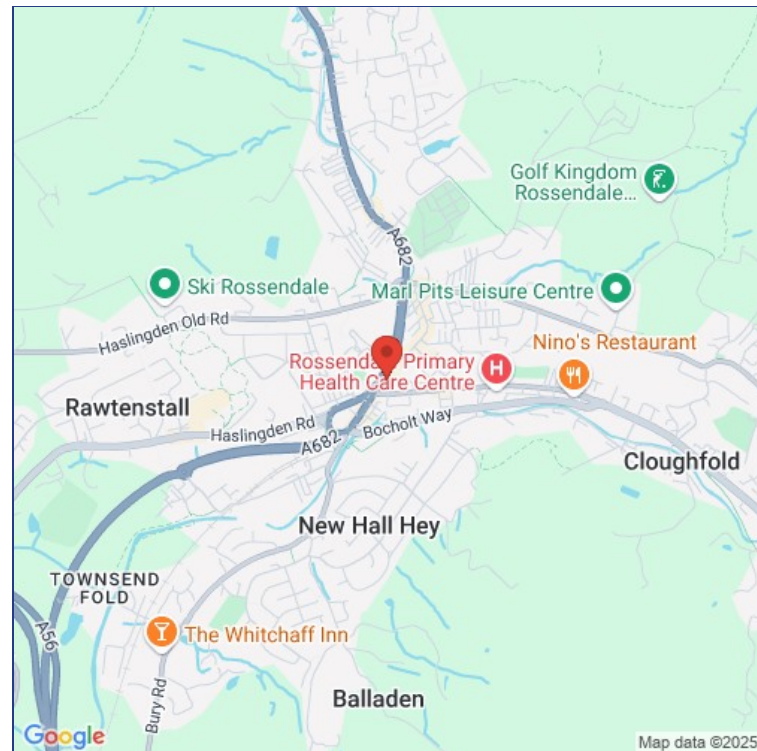 A682
Golf Kingdom
Rossendale...
Ski Rossendale
Marl Pits Leisure Centre
Haslingden Old Rd
Nino's Restaurant
Primary
Health Care Centre
H
Rawtenstall
Haslingden Rd
A682
Bocholt Way
Cloughfold
New Hall Hey
TOWNSEND
FOLD
A56
The Whitchaff Inn
Bury Rd
Balladen
Google
Map data ©2025